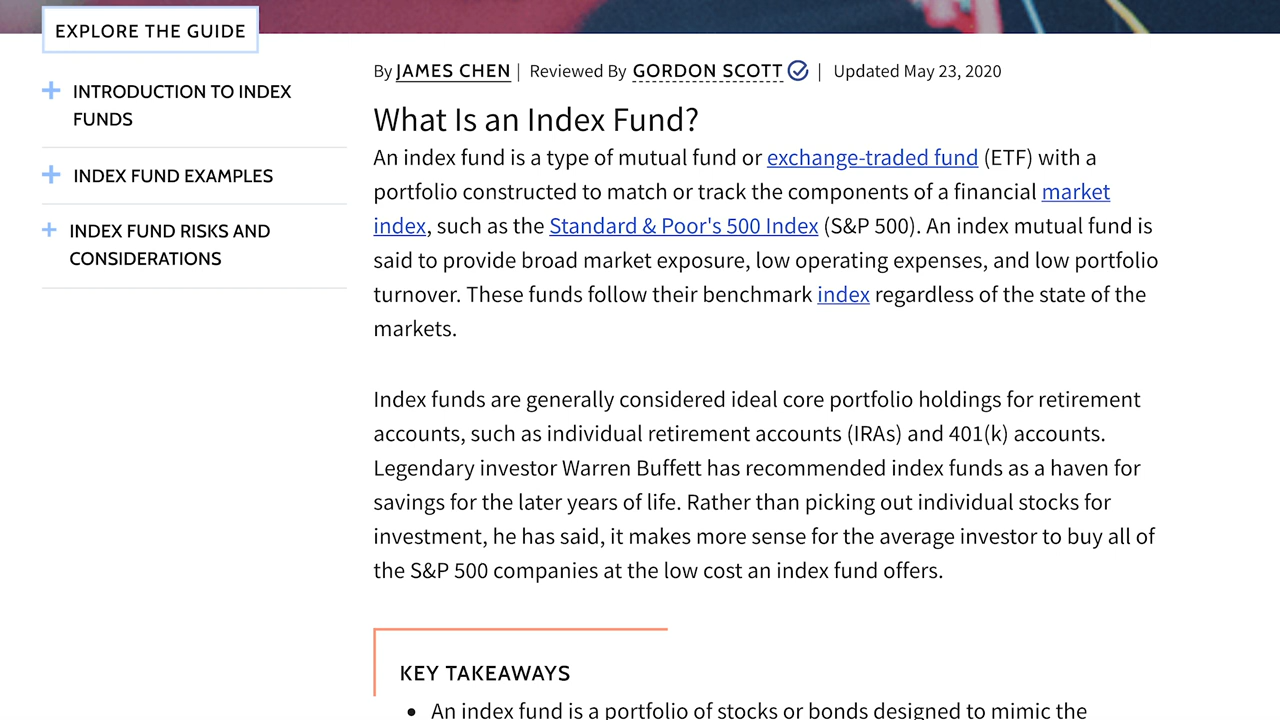 EXPLORE THE GUIDE
INTRODUCTION TO INDEX
FUNDS
INDEX FUND EXAMPLES
INDEX FUND RISKS AND
CONSIDERATIONS
By JAMES CHEN | Reviewed By GORDON SCOTT | Updated May 23, 2020
What Is an Index Fund?
An index fund is a type of mutual fund or exchange-traded fund (ETF) with a
portfolio constructed to match or track the components of a financial market
index, such as the Standard & Poor's 500 Index (S&P 500). An index mutual fund is
said to provide broad market exposure, low operating expenses, and low portfolio
turnover. These funds follow their benchmark index regardless of the state of the
markets.
Index funds are generally considered ideal core portfolio holdings for retirement
accounts, such as individual retirement accounts (IRAs) and 401(k) accounts.
Legendary investor Warren Buffett has recommended index funds as a haven for
savings for the later years of life. Rather than picking out individual stocks for
investment, he has said, it makes more sense for the average investor to buy all of
the S&P 500 companies at the low cost an index fund offers.
KEY TAKEAWAYS
• An index fund is a portfolio of stocks or bonds designed to mimic the